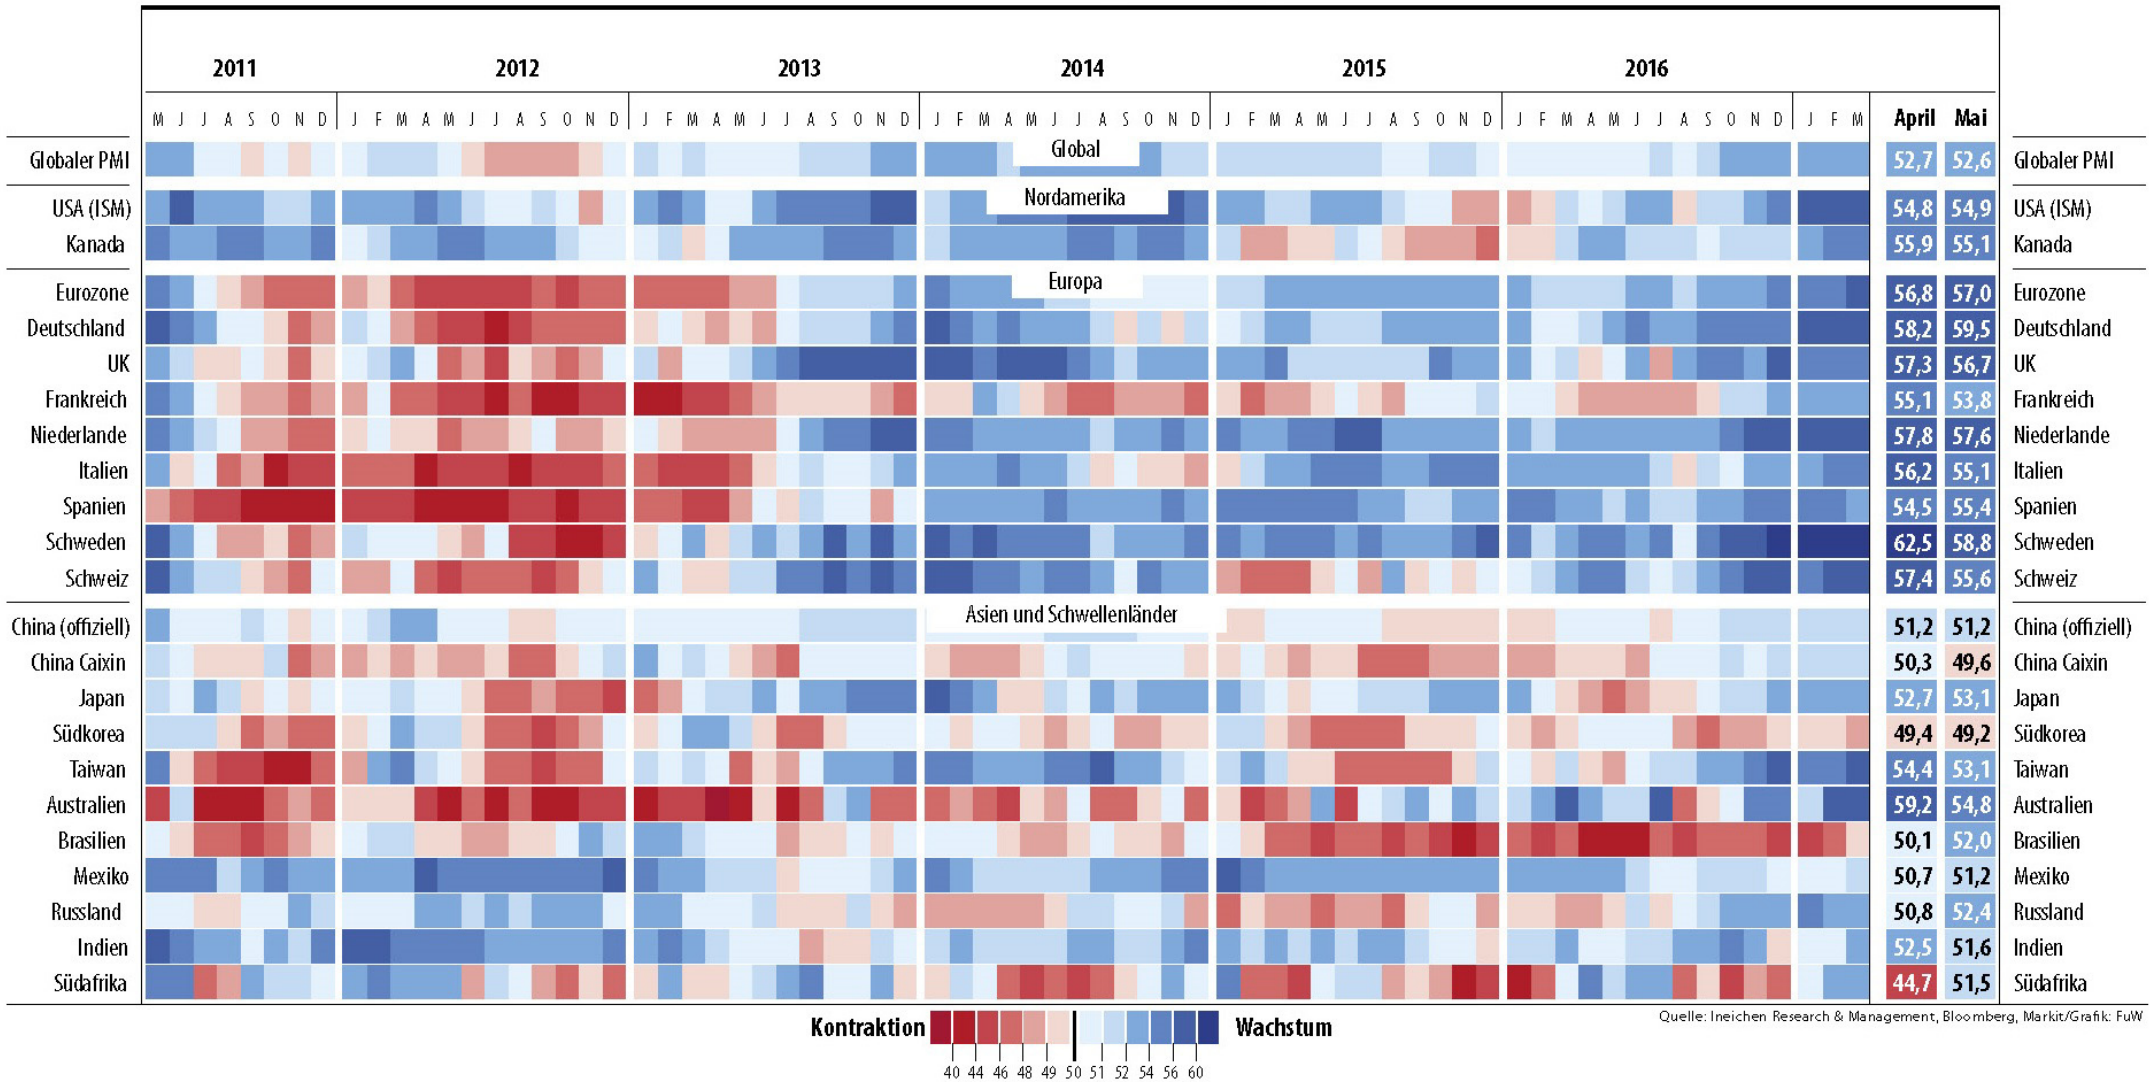 2011 2012 2013 2014 2015 2016
M J J A S O N D J F M A M J J A S O N D J F M A M J J A S O N D J F M A M J J A S O N D J F M A M J J A S O N D J F M A M J J A S O N D J F M April Mai
Global
Globaler PMI 52,7 52,6 Globaler PMI
Nordamerika
USA (ISM) 54,8 54,9 USA (ISM)
Kanada 55,9 55,1 Kanada
Europa
Eurozone 56,8 57,0 Eurozone
Deutschland 58,2 59,5 Deutschland
UK 57,3 56,7 UK
Frankreich 55,1 53,8 Frankreich
Niederlande 57,8 57,6 Niederlande
Italien 56,2 55,1 Italien
Spanien 54,5 55,4 Spanien
Schweden 62,5 58,8 Schweden
Schweiz 57,4 55,6 Schweiz
Asien und Schwellenländer
China (offiziell) 51,2 51,2 China (offiziell)
China Caixin 50,3 49,6 China Caixin
Japan 52,7 53,1 Japan
Südkorea 49,4 49,2 Südkorea
Taiwan 54,4 53,1 Taiwan
Australien 59,2 54,8 Australien
Brasilien 50,1 52,0 Brasilien
Mexiko 50,7 51,2 Mexiko
Russland 50,8 52,4 Russland
Indien 52,5 51,6 Indien
Südafrika 44,7 51,5 Südafrika
Quelle: Ineichen Research & Management, Bloomberg, Markit/Grafik: FuW
Kontraktion Wachstum
40 44 46 48 49 50 51 52 54 56 60